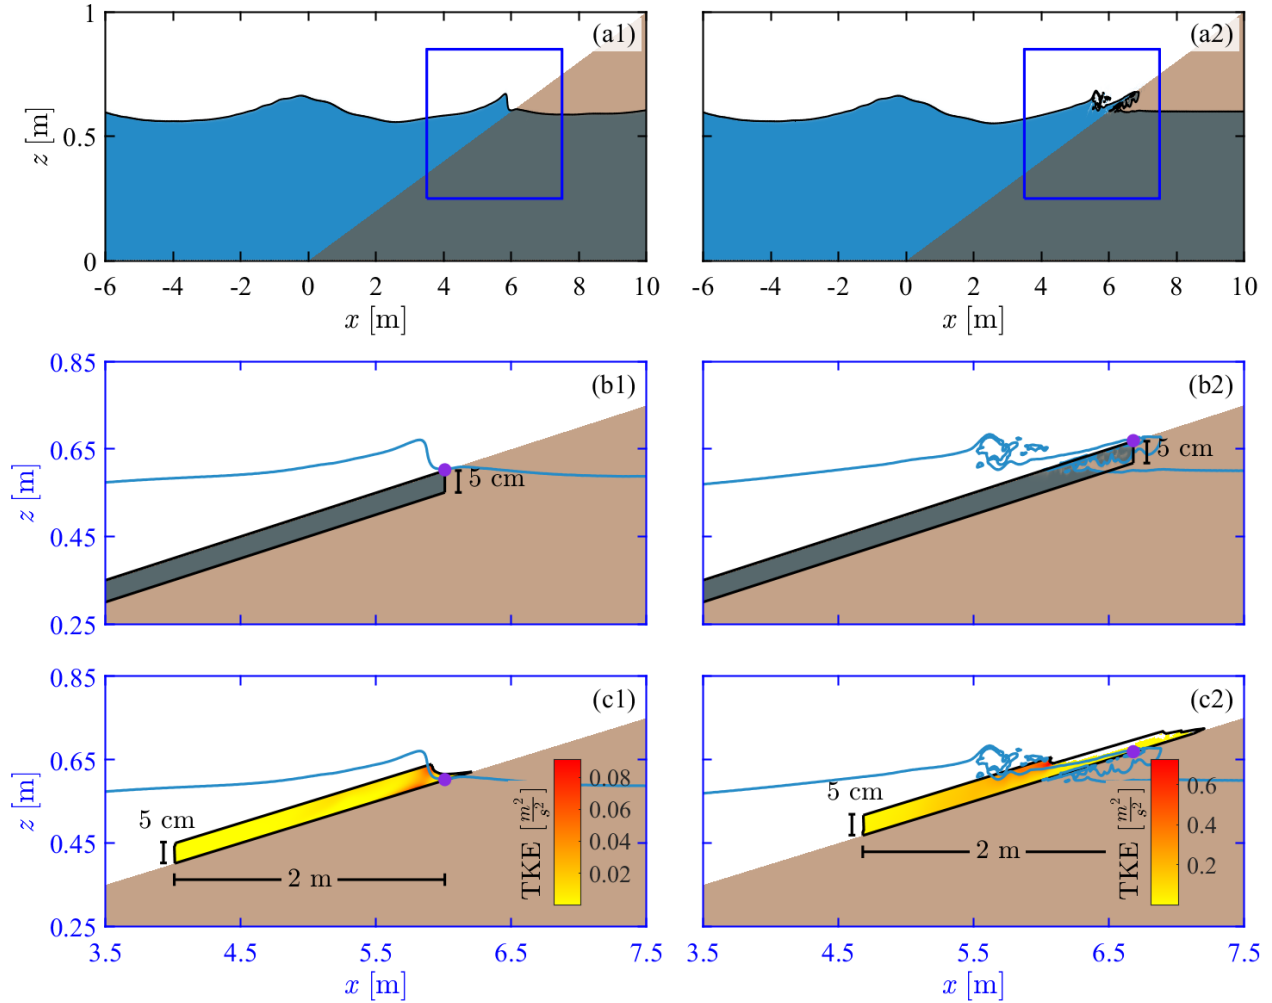 (a1)
1
0.5
0
z [m]
-6 -4 -2 0 2 4 6 8 10
x [m]
(a2)
-6 -4 -2 0 2 4 6 8 10
x [m]
(b1)
0.85
0.65
0.45
0.25
z [m]
5 cm
(b2)
5 cm
(c1)
0.85
0.65
0.45
0.25
z [m]
5 cm
2 m
TKE [m²/s²]
0.08
0.06
0.04
0.02
3.5 4.5 5.5 6.5 7.5
x [m]
(c2)
5 cm
2 m
TKE [m²/s²]
0.6
0.4
0.2
3.5 4.5 5.5 6.5 7.5
x [m]